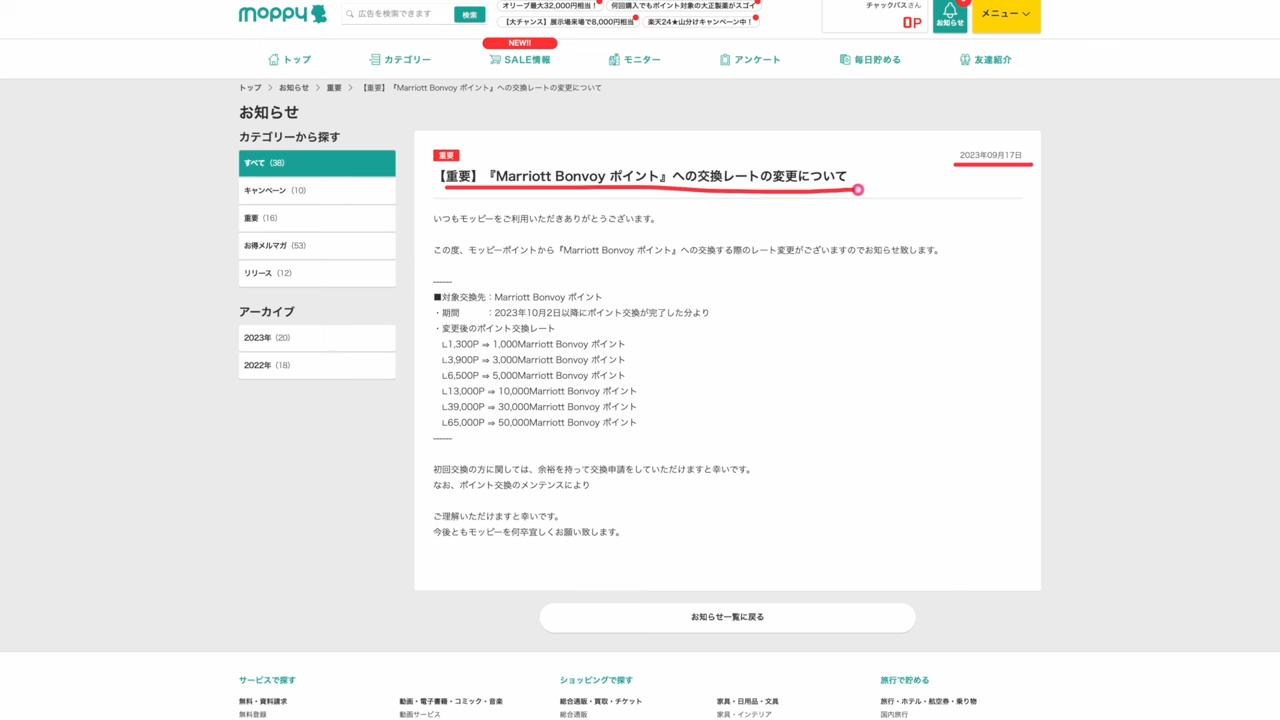 moppy
広告を検索できます
検索
オリーブ最大32,000円相当!
何回購入でもポイント対象の大正製薬がスゴイ
【大チャンス】展示場来場で8,000円相当
楽天24★山分けキャンペーン中!
チャックパスさん
0P
お知らせ
メニュー
NEW!!
トップ
カテゴリー
SALE情報
モニター
アンケート
毎日貯める
友達紹介
トップ > お知らせ > 重要 > 【重要】『Marriott Bonvoy ポイント』への交換レートの変更について
お知らせ
カテゴリーから探す
すべて (38)
キャンペーン (10)
重要 (16)
お得メルマガ (53)
リリース (12)
アーカイブ
2023年 (20)
2022年 (18)
重要
2023年09月17日
【重要】『Marriott Bonvoy ポイント』への交換レートの変更について
いつもモッピーをご利用いただきありがとうございます。
この度、モッピーポイントから『Marriott Bonvoy ポイント』への交換する際のレート変更がございますのでお知らせ致します。
------
■対象交換先:Marriott Bonvoy ポイント
・期間　　　:2023年10月2日以降にポイント交換が完了した分より
・変更後のポイント交換レート
∟1,300P ⇒ 1,000Marriott Bonvoy ポイント
∟3,900P ⇒ 3,000Marriott Bonvoy ポイント
∟6,500P ⇒ 5,000Marriott Bonvoy ポイント
∟13,000P ⇒ 10,000Marriott Bonvoy ポイント
∟39,000P ⇒ 30,000Marriott Bonvoy ポイント
∟65,000P ⇒ 50,000Marriott Bonvoy ポイント
------
初回交換の方に関しては、余裕を持って交換申請をしていただけますと幸いです。
なお、ポイント交換のメンテンスにより
ご理解いただけますと幸いです。
今後ともモッピーを何卒宜しくお願い致します。
お知らせ一覧に戻る
サービスで探す
ショッピングで探す
旅行で貯める
無料・資料請求
動画・電子書籍・コミック・音楽
総合通販・買取・チケット
家具・日用品・文具
旅行・ホテル・航空券・乗り物
無料登録
動画サービス
総合通販
家具・インテリア
国内旅行